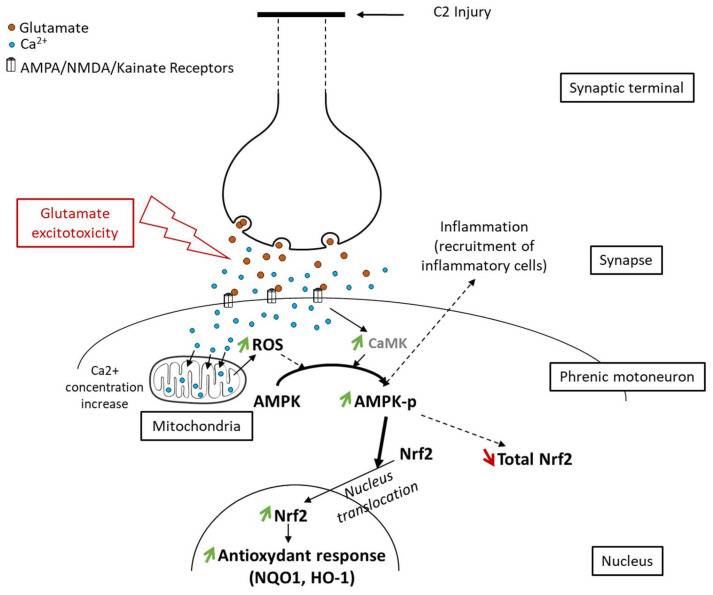 C2 Injury
Glutamate
Ca2+
AMPA/NMDA/Kainate Receptors
Synaptic terminal
Glutamate
excitotoxicity
Inflammation
(recruitment of
inflammatory cells)
Synapse
ROS
CaMK
Ca2+
concentration
increase
Phrenic motoneuron
AMPK
AMPK-p
Mitochondria
Nrf2
Total Nrf2
Nucleus
translocation
Nrf2
Antioxydant response
(NQO1, HO-1)
Nucleus